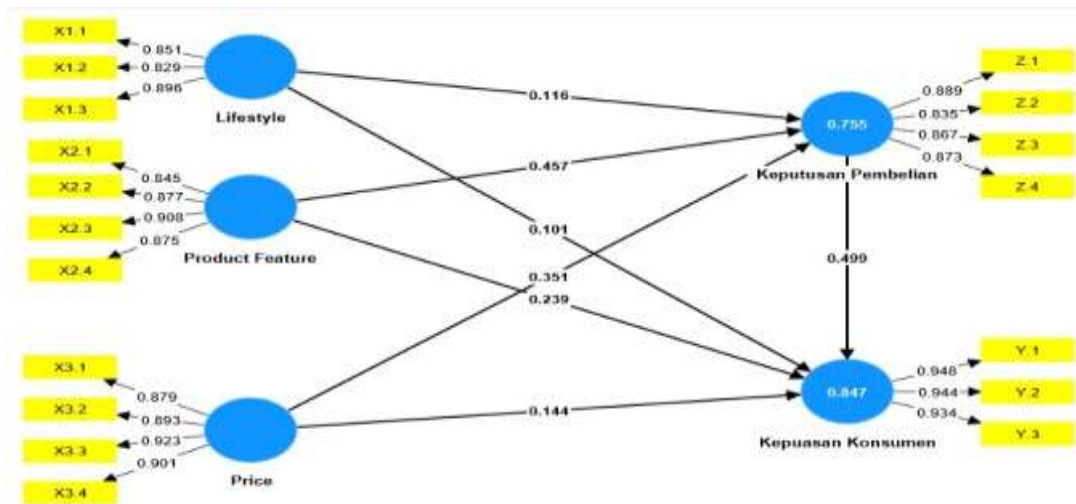 X1.1
0.851
X1.2
0.829
X1.3
0.896
Lifestyle
X2.1
0.845
X2.2
0.877
X2.3
0.908
X2.4
0.875
Product Feature
X3.1
0.879
X3.2
0.893
X3.3
0.923
X3.4
0.901
Price
0.116
0.457
0.101
0.351
0.239
0.144
0.499
0.755
Keputusan Pembelian
Z.1
0.889
Z.2
0.835
Z.3
0.867
Z.4
0.873
0.847
Kepuasan Konsumen
Y.1
0.948
Y.2
0.944
Y.3
0.934